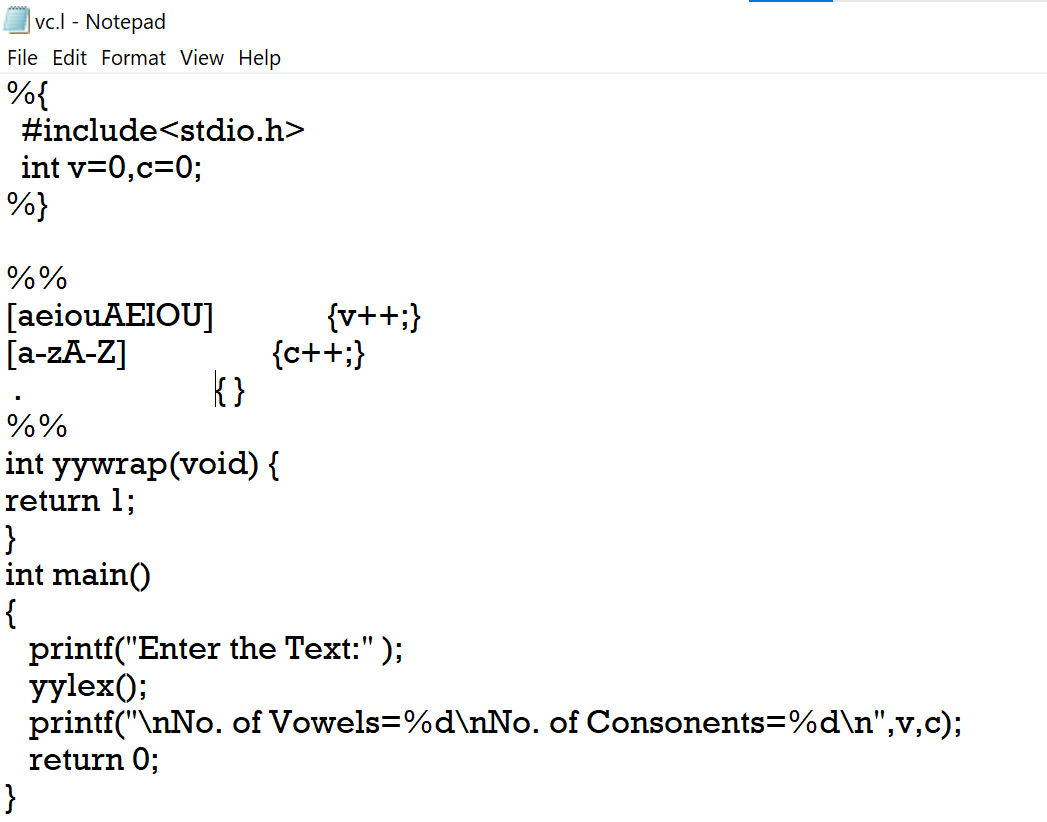 vc.l - Notepad
File Edit Format View Help
%{
  #include<stdio.h>
  int v=0,c=0;
%}

%%
[aeiouAEIOU]            {v++;}
[a-zA-Z]                {c++;}
 .                      { }
%%
int yywrap(void) {
return 1;
}
int main()
{
   printf("Enter the Text:" );
   yylex();
   printf("\nNo. of Vowels=%d\nNo. of Consonents=%d\n",v,c);
   return 0;
}